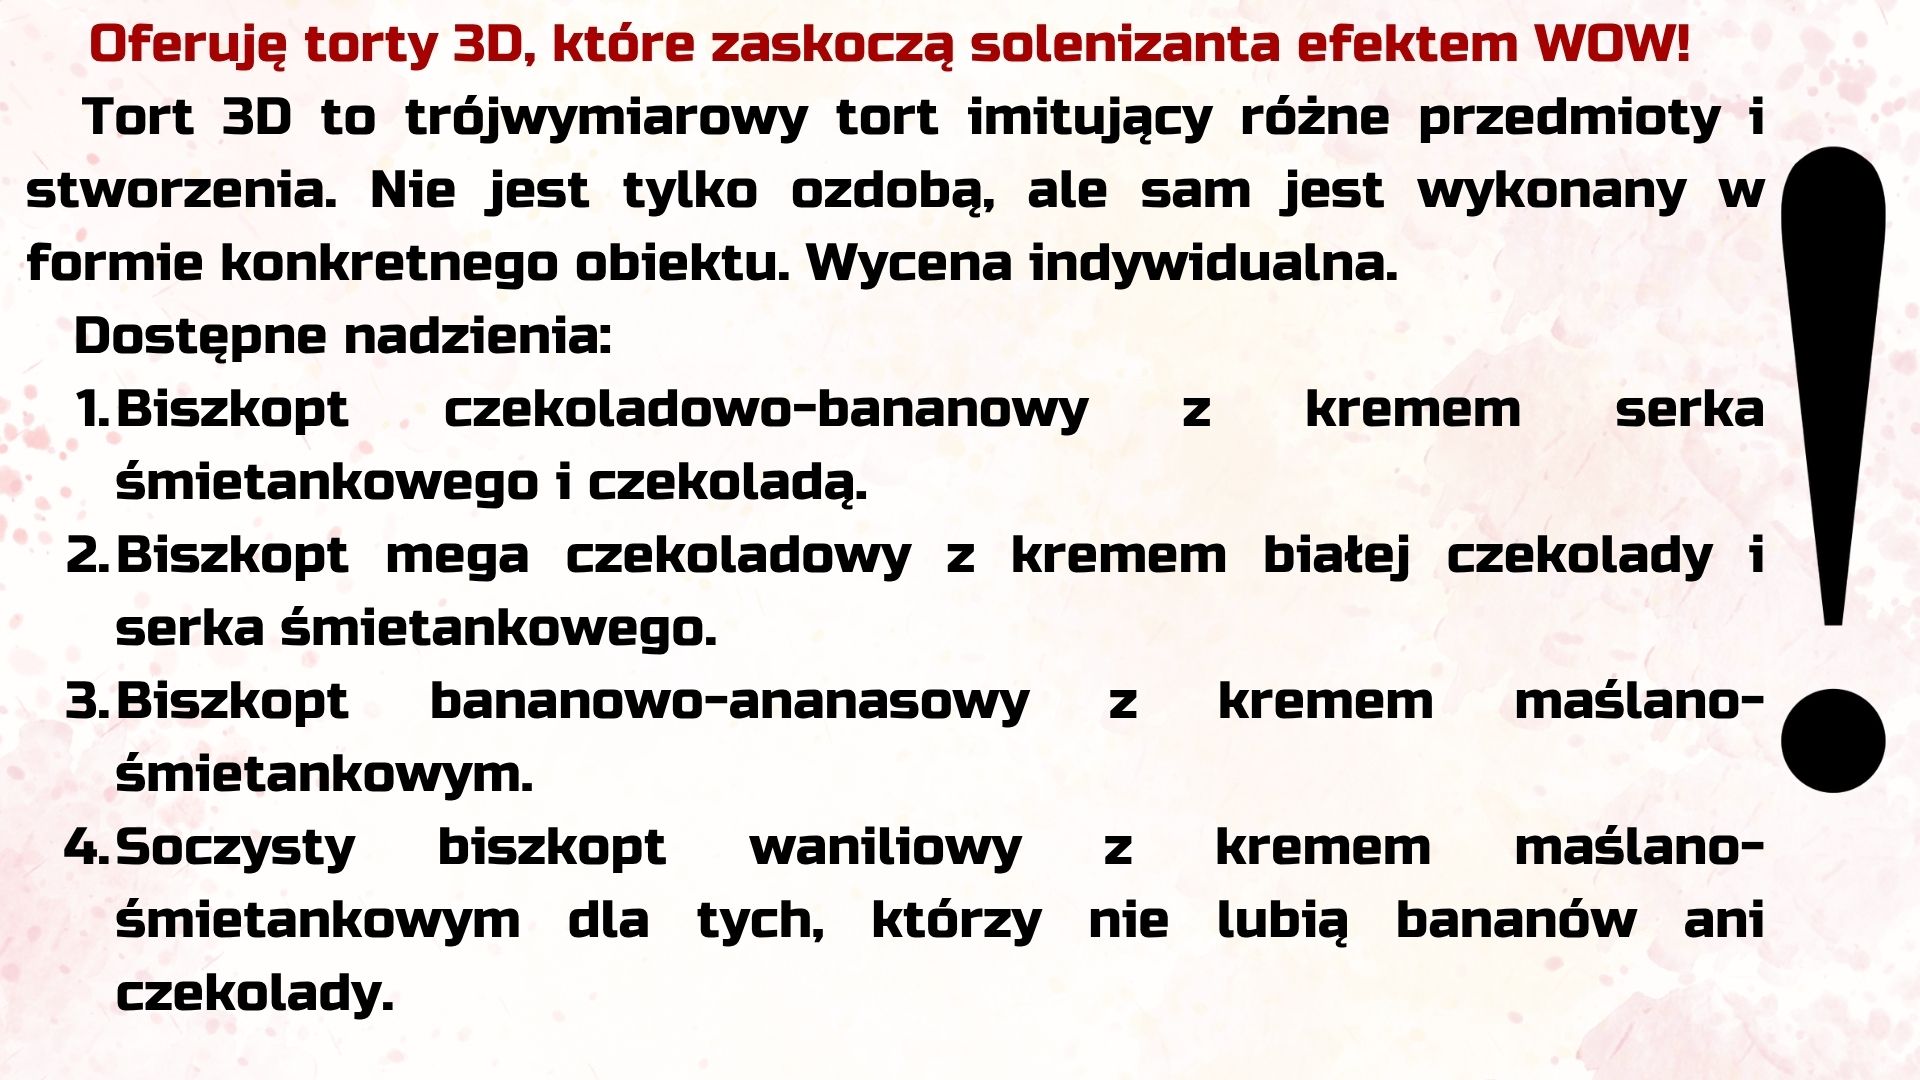 Oferuję torty 3D, które zaskoczą solenizanta efektem WOW!
Tort 3D to trójwymiarowy tort imitujący różne przedmioty i
stworzenia. Nie jest tylko ozdobą, ale sam jest wykonany w
formie konkretnego obiektu. Wycena indywidualna.
Dostępne nadzienia:
1. Biszkopt czekoladowo-bananowy z kremem serka
śmietankowego i czekoladą.
2. Biszkopt mega czekoladowy z kremem białej czekolady i
serka śmietankowego.
3. Biszkopt bananowo-ananasowy z kremem maślano-
śmietankowym.
4. Soczysty biszkopt waniliowy z kremem maślano-
śmietankowym dla tych, którzy nie lubią bananów ani
czekolady.
!